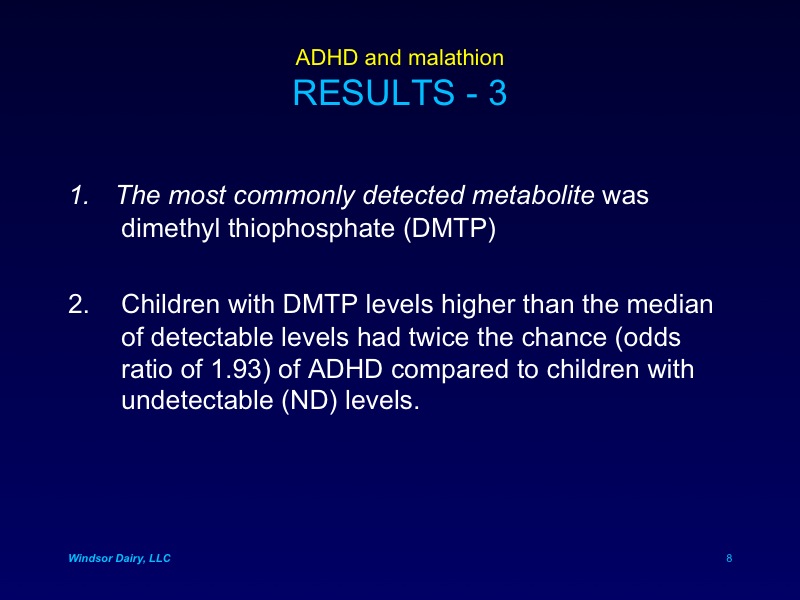 ADHD and malathion
RESULTS - 3
1. The most commonly detected metabolite was
dimethyl thiophosphate (DMTP)
2. Children with DMTP levels higher than the median
of detectable levels had twice the chance (odds
ratio of 1.93) of ADHD compared to children with
undetectable (ND) levels.
Windsor Dairy, LLC
8